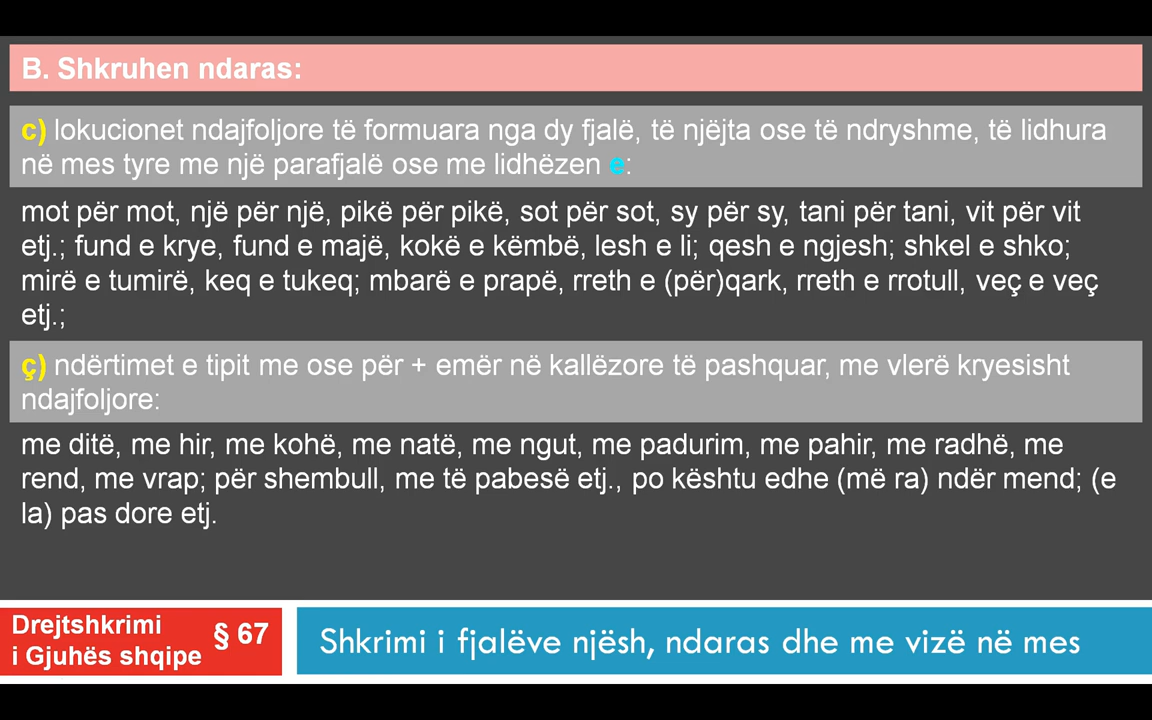 B. Shkruhen ndaras:
c) lokucionet ndajfoljore të formuara nga dy fjalë, të njëjta ose të ndryshme, të lidhura
në mes tyre me një parafjalë ose me lidhëzen e:
mot për mot, një për një, pikë për pikë, sot për sot, sy për sy, tani për tani, vit për vit
etj.; fund e krye, fund e majë, kokë e këmbë, lesh e li; qesh e ngjesh; shkel e shko;
mirë e tumirë, keq e tukeq; mbarë e prapë, rreth e (për)qark, rreth e rrotull, veç e veç
etj.;
ç) ndërtimet e tipit me ose për + emër në kallëzore të pashquar, me vlerë kryesisht
ndajfoljore:
me ditë, me hir, me kohë, me natë, me ngut, me padurim, me pahir, me radhë, me
rend, me vrap; për shembull, me të pabesë etj., po kështu edhe (më ra) ndër mend; (e
la) pas dore etj.
Drejtshkrimi
i Gjuhës shqipe
§ 67
Shkrimi i fjalëve njësh, ndaras dhe me vizë në mes